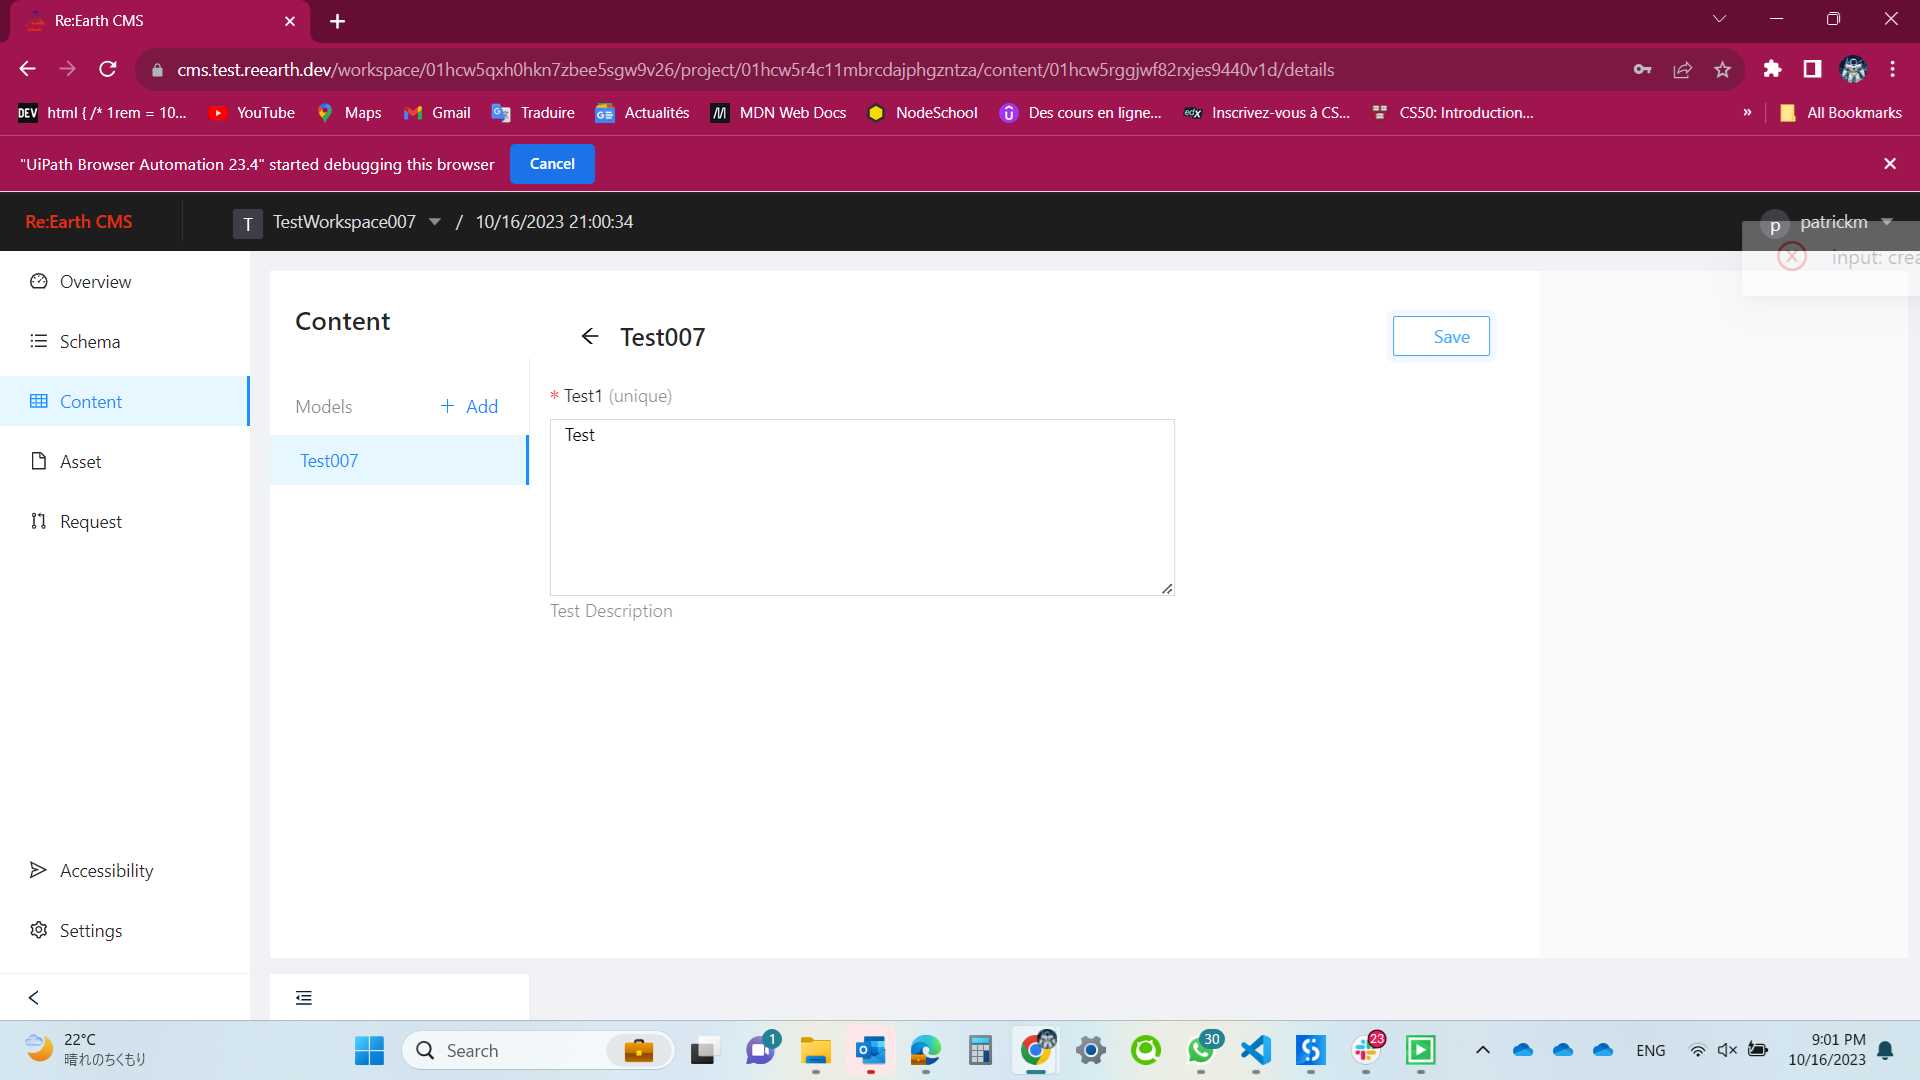 Re:Earth CMS
cms.test.reearth.dev/workspace/01hcw5qxh0hkn7zbee5sgw9v26/project/01hcw5r4c11mbrcdajphgzntza/content/01hcw5rggjwf82rxjes9440v1d/details
DEV html { /* 1rem = 10... YouTube Maps Gmail Traduire Actualités MDN Web Docs NodeSchool Des cours en ligne... edX Inscrivez-vous à CS... CS50: Introduction... » All Bookmarks
"UiPath Browser Automation 23.4" started debugging this browser Cancel
Re:Earth CMS T TestWorkspace007 / 10/16/2023 21:00:34 p patrickm
input: crea
Overview
Schema
Content
Asset
Request
Accessibility
Settings
Content
Models + Add
Test007
Test007
Save
* Test1 (unique)
Test
Test Description
22°C
晴れのちくもり
Search
1
30
23
ENG
9:01 PM
10/16/2023